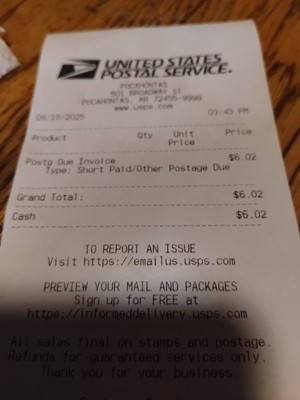 UNITED STATES
POSTAL SERVICE.
POCAHONTAS
501 BROADWAY ST
POCAHONTAS, AR 72455-9998
www.usps.com
06/18/2025 03:43 PM
Product Qty Unit Price
Price
Postg Due Invoice $6.02
Type: Short Paid/Other Postage Due
Grand Total: $6.02
Cash $6.02
TO REPORT AN ISSUE
Visit https://emailus.usps.com
PREVIEW YOUR MAIL AND PACKAGES
Sign up for FREE at
https://informeddelivery.usps.com
All sales final on stamps and postage.
Refunds for guaranteed services only.
Thank you for your business.